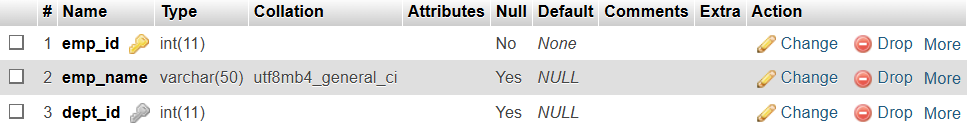 # Name Type Collation Attributes Null Default Comments Extra Action
1 emp_id int(11) No None Change Drop More
2 emp_name varchar(50) utf8mb4_general_ci Yes NULL Change Drop More
3 dept_id int(11) Yes NULL Change Drop More